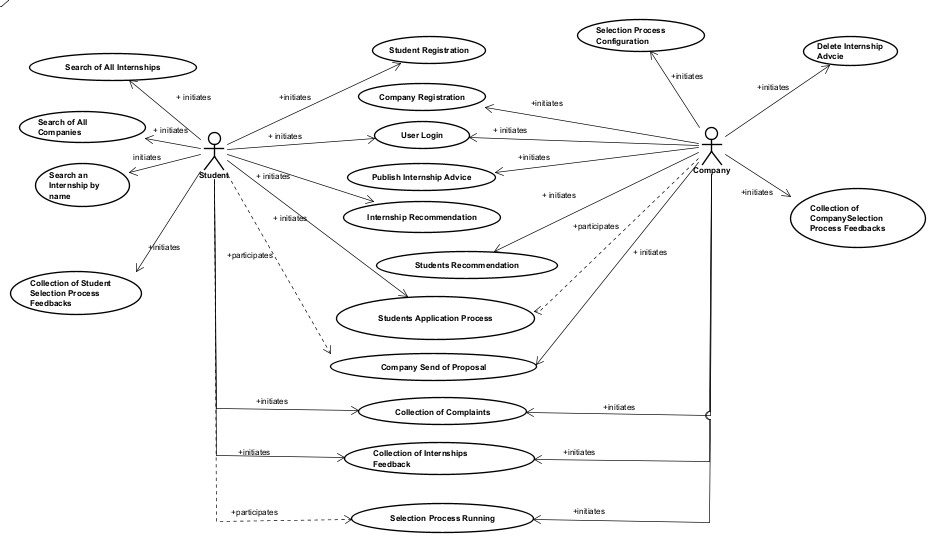 Selection Process
Configuration
Delete Internship
Advcie
Student Registration
Search of All Internships
+initiates
+initiates
+ initiates
+initiates
Company Registration
+initiates
Search of All
Companies
+ initiates
+ initiates
User Login
+ initiates
initiates
Student
Company
+initiates
Search an
Internship by
name
+ initiates
Publish Internship Advice
+ initiates
+initiates
Internship Recommendation
+ initiates
+participates
Collection of
CompanySelection
Process Feedbacks
+initiates
+participates
+ initiates
Students Recommendation
Collection of Student
Selection Process
Feedbacks
Students Application Process
Company Send of Proposal
+initiates
Collection of Complaints
+initiates
+initiates
Collection of Internships
Feedback
+initiates
+participates
Selection Process Running
+initiates